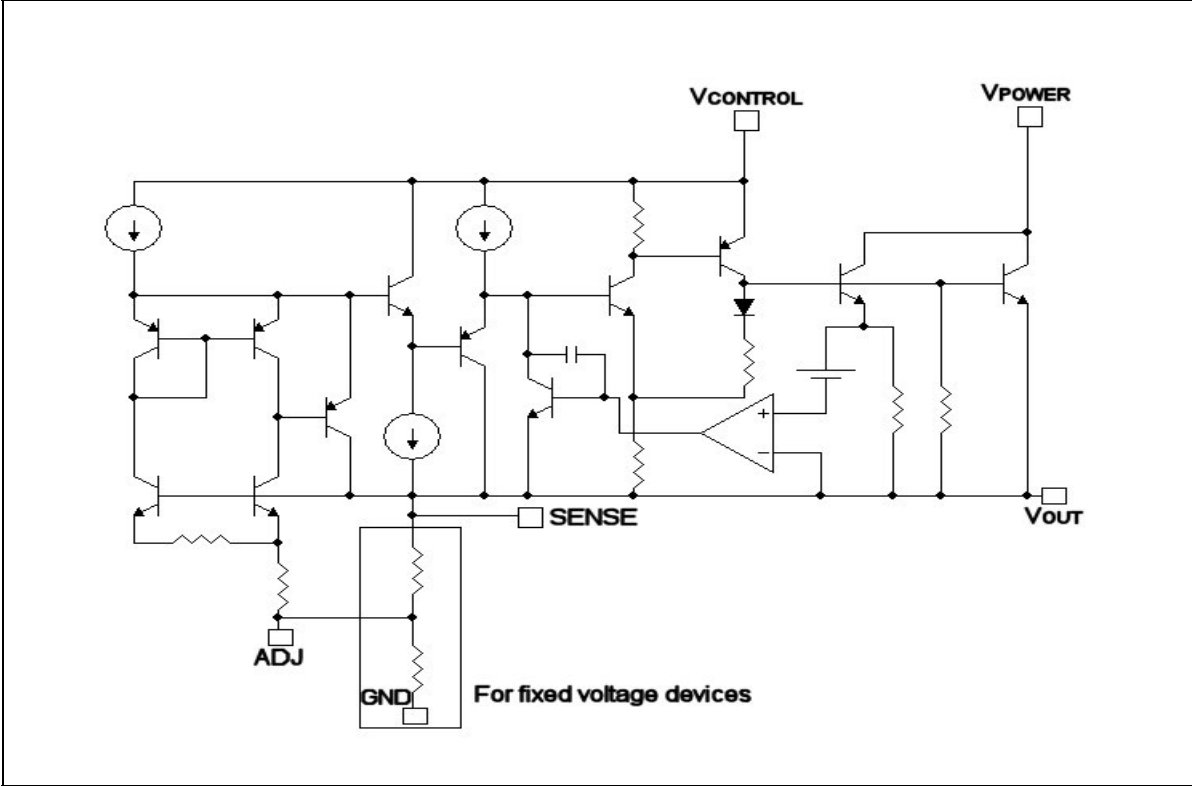 VCONTROL
VPOWER
+
−
SENSE
VOUT
ADJ
GND
For fixed voltage devices